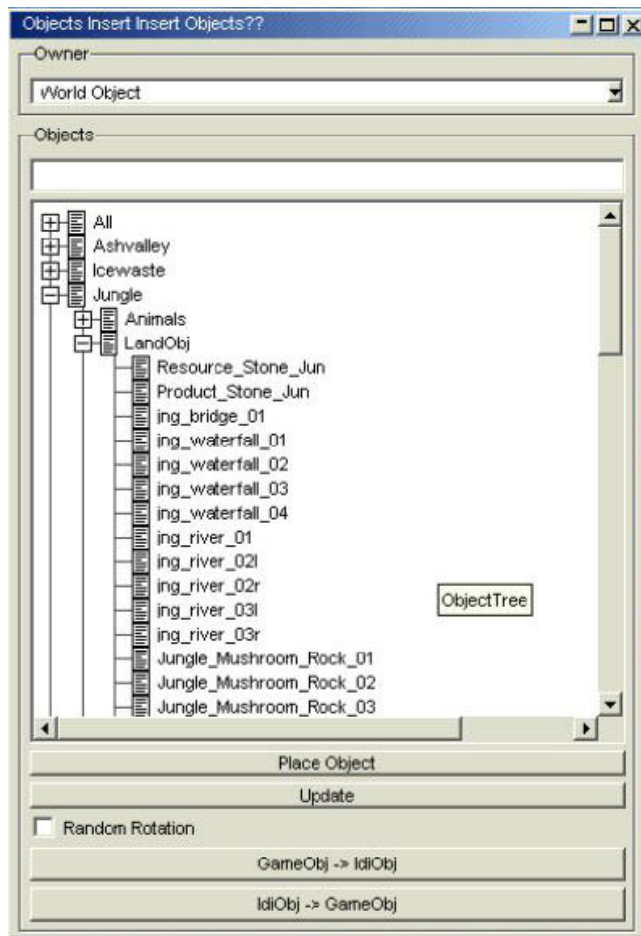 Objects Insert Insert Objects??
Owner
World Object
Objects
All
Ashvalley
Icewaste
Jungle
Animals
LandObj
Resource_Stone_Jun
Product_Stone_Jun
jng_bridge_01
jng_waterfall_01
jng_waterfall_02
jng_waterfall_03
jng_waterfall_04
jng_river_01
jng_river_02l
jng_river_02r
ObjectTree
jng_river_03l
jng_river_03r
Jungle_Mushroom_Rock_01
Jungle_Mushroom_Rock_02
Jungle_Mushroom_Rock_03
Place Object
Update
Random Rotation
GameObj -> IdiObj
IdiObj -> GameObj